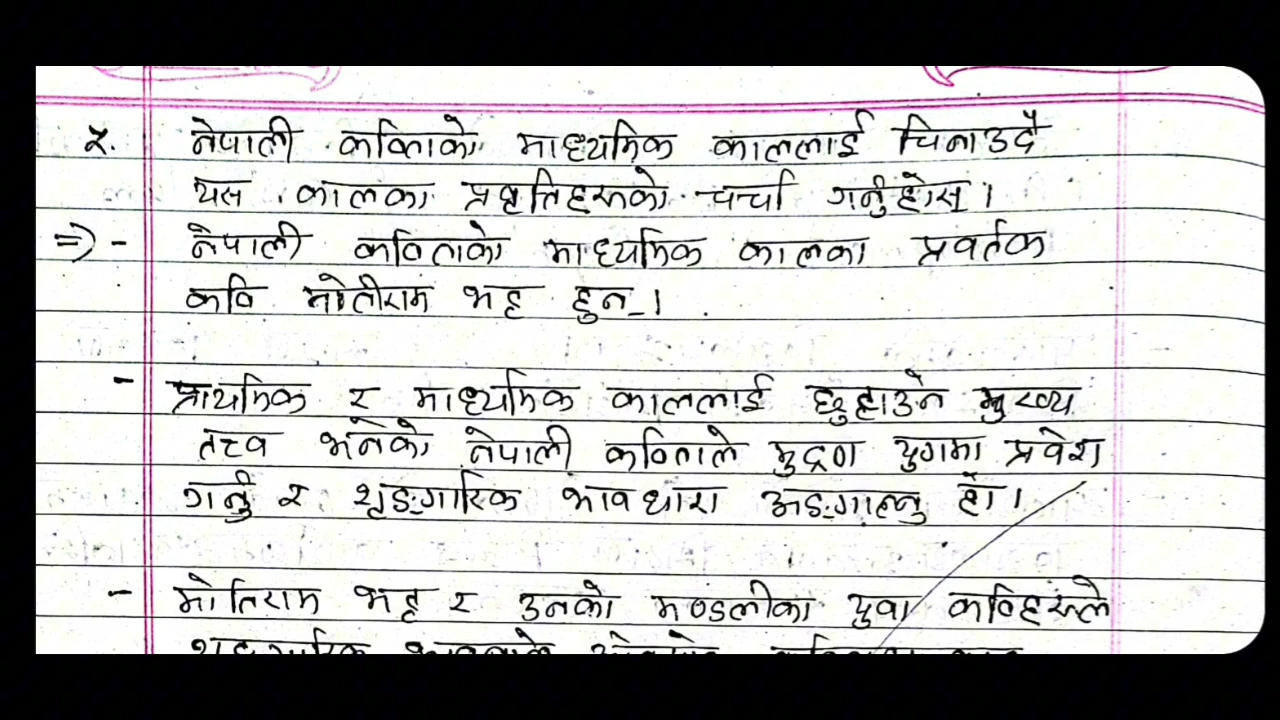 २. नेपाली कविताको माध्यमिक काललाई चिनाउदै
यस कालका प्रवृत्तिहरूको चर्चा गर्नुहोस् ।
=> - नेपाली कविताको माध्यमिक कालका प्रवर्तक
कवि मोतीराम भट्ट हुन् ।
- प्राथमिक र माध्यमिक काललाई छुट्टाउने मुख्य
तत्त्व भनेको नेपाली कविताले मुद्रण युगमा प्रवेश
गर्नु र शृङ्गारिक भावधारा अङ्गाल्नु हो ।
- मोतिराम भट्ट र उनको मण्डलीका युवा कविहरूले